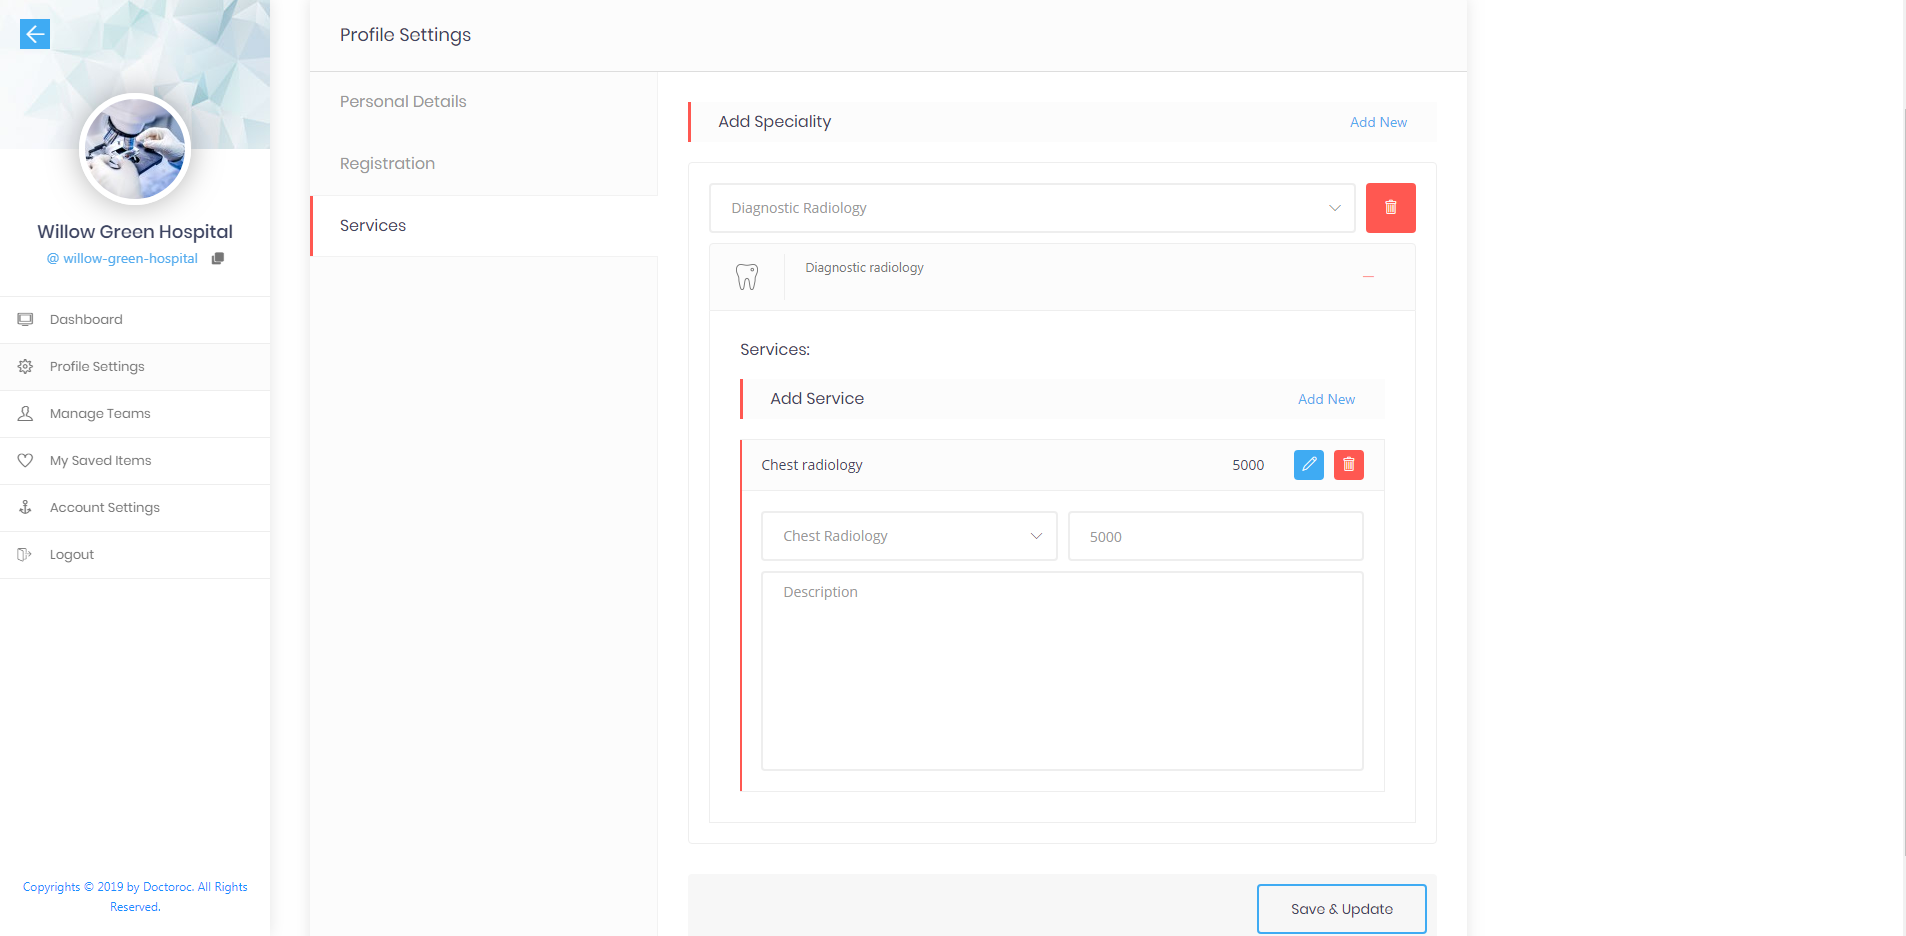 Willow Green Hospital
@ willow-green-hospital
Dashboard
Profile Settings
Manage Teams
My Saved Items
Account Settings
Logout
Copyrights © 2019 by Doctoroc. All Rights
Reserved.
Profile Settings
Personal Details
Registration
Services
Add Speciality
Add New
Diagnostic Radiology
Diagnostic radiology
Services:
Add Service
Add New
Chest radiology
5000
Chest Radiology
5000
Description
Save & Update